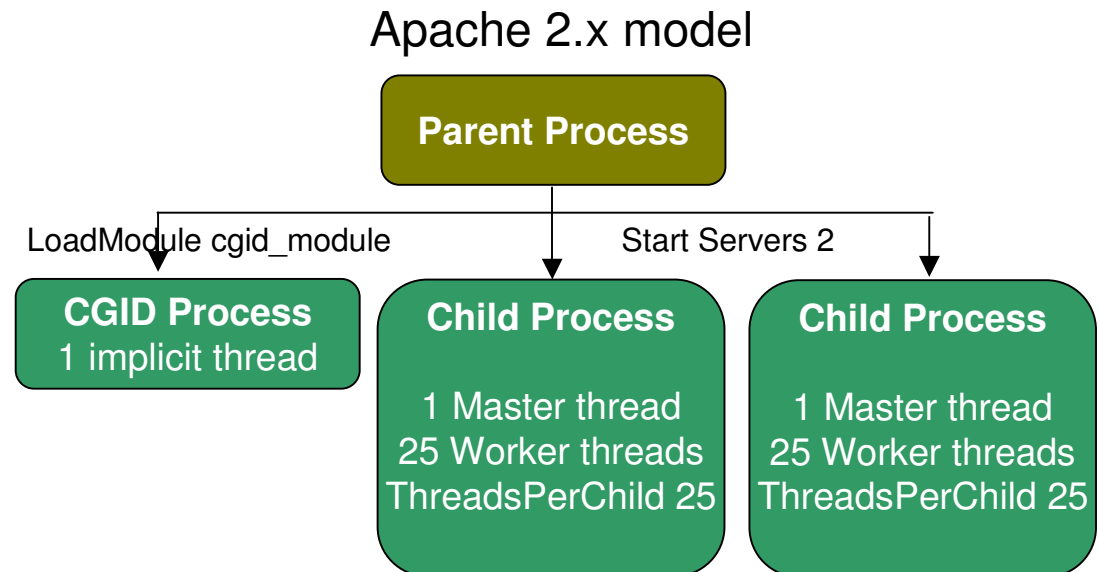 Apache 2.x model
Parent Process
LoadModule cgid_module
Start Servers 2
CGID Process
1 implicit thread
Child Process
1 Master thread
25 Worker threads
ThreadsPerChild 25
Child Process
1 Master thread
25 Worker threads
ThreadsPerChild 25